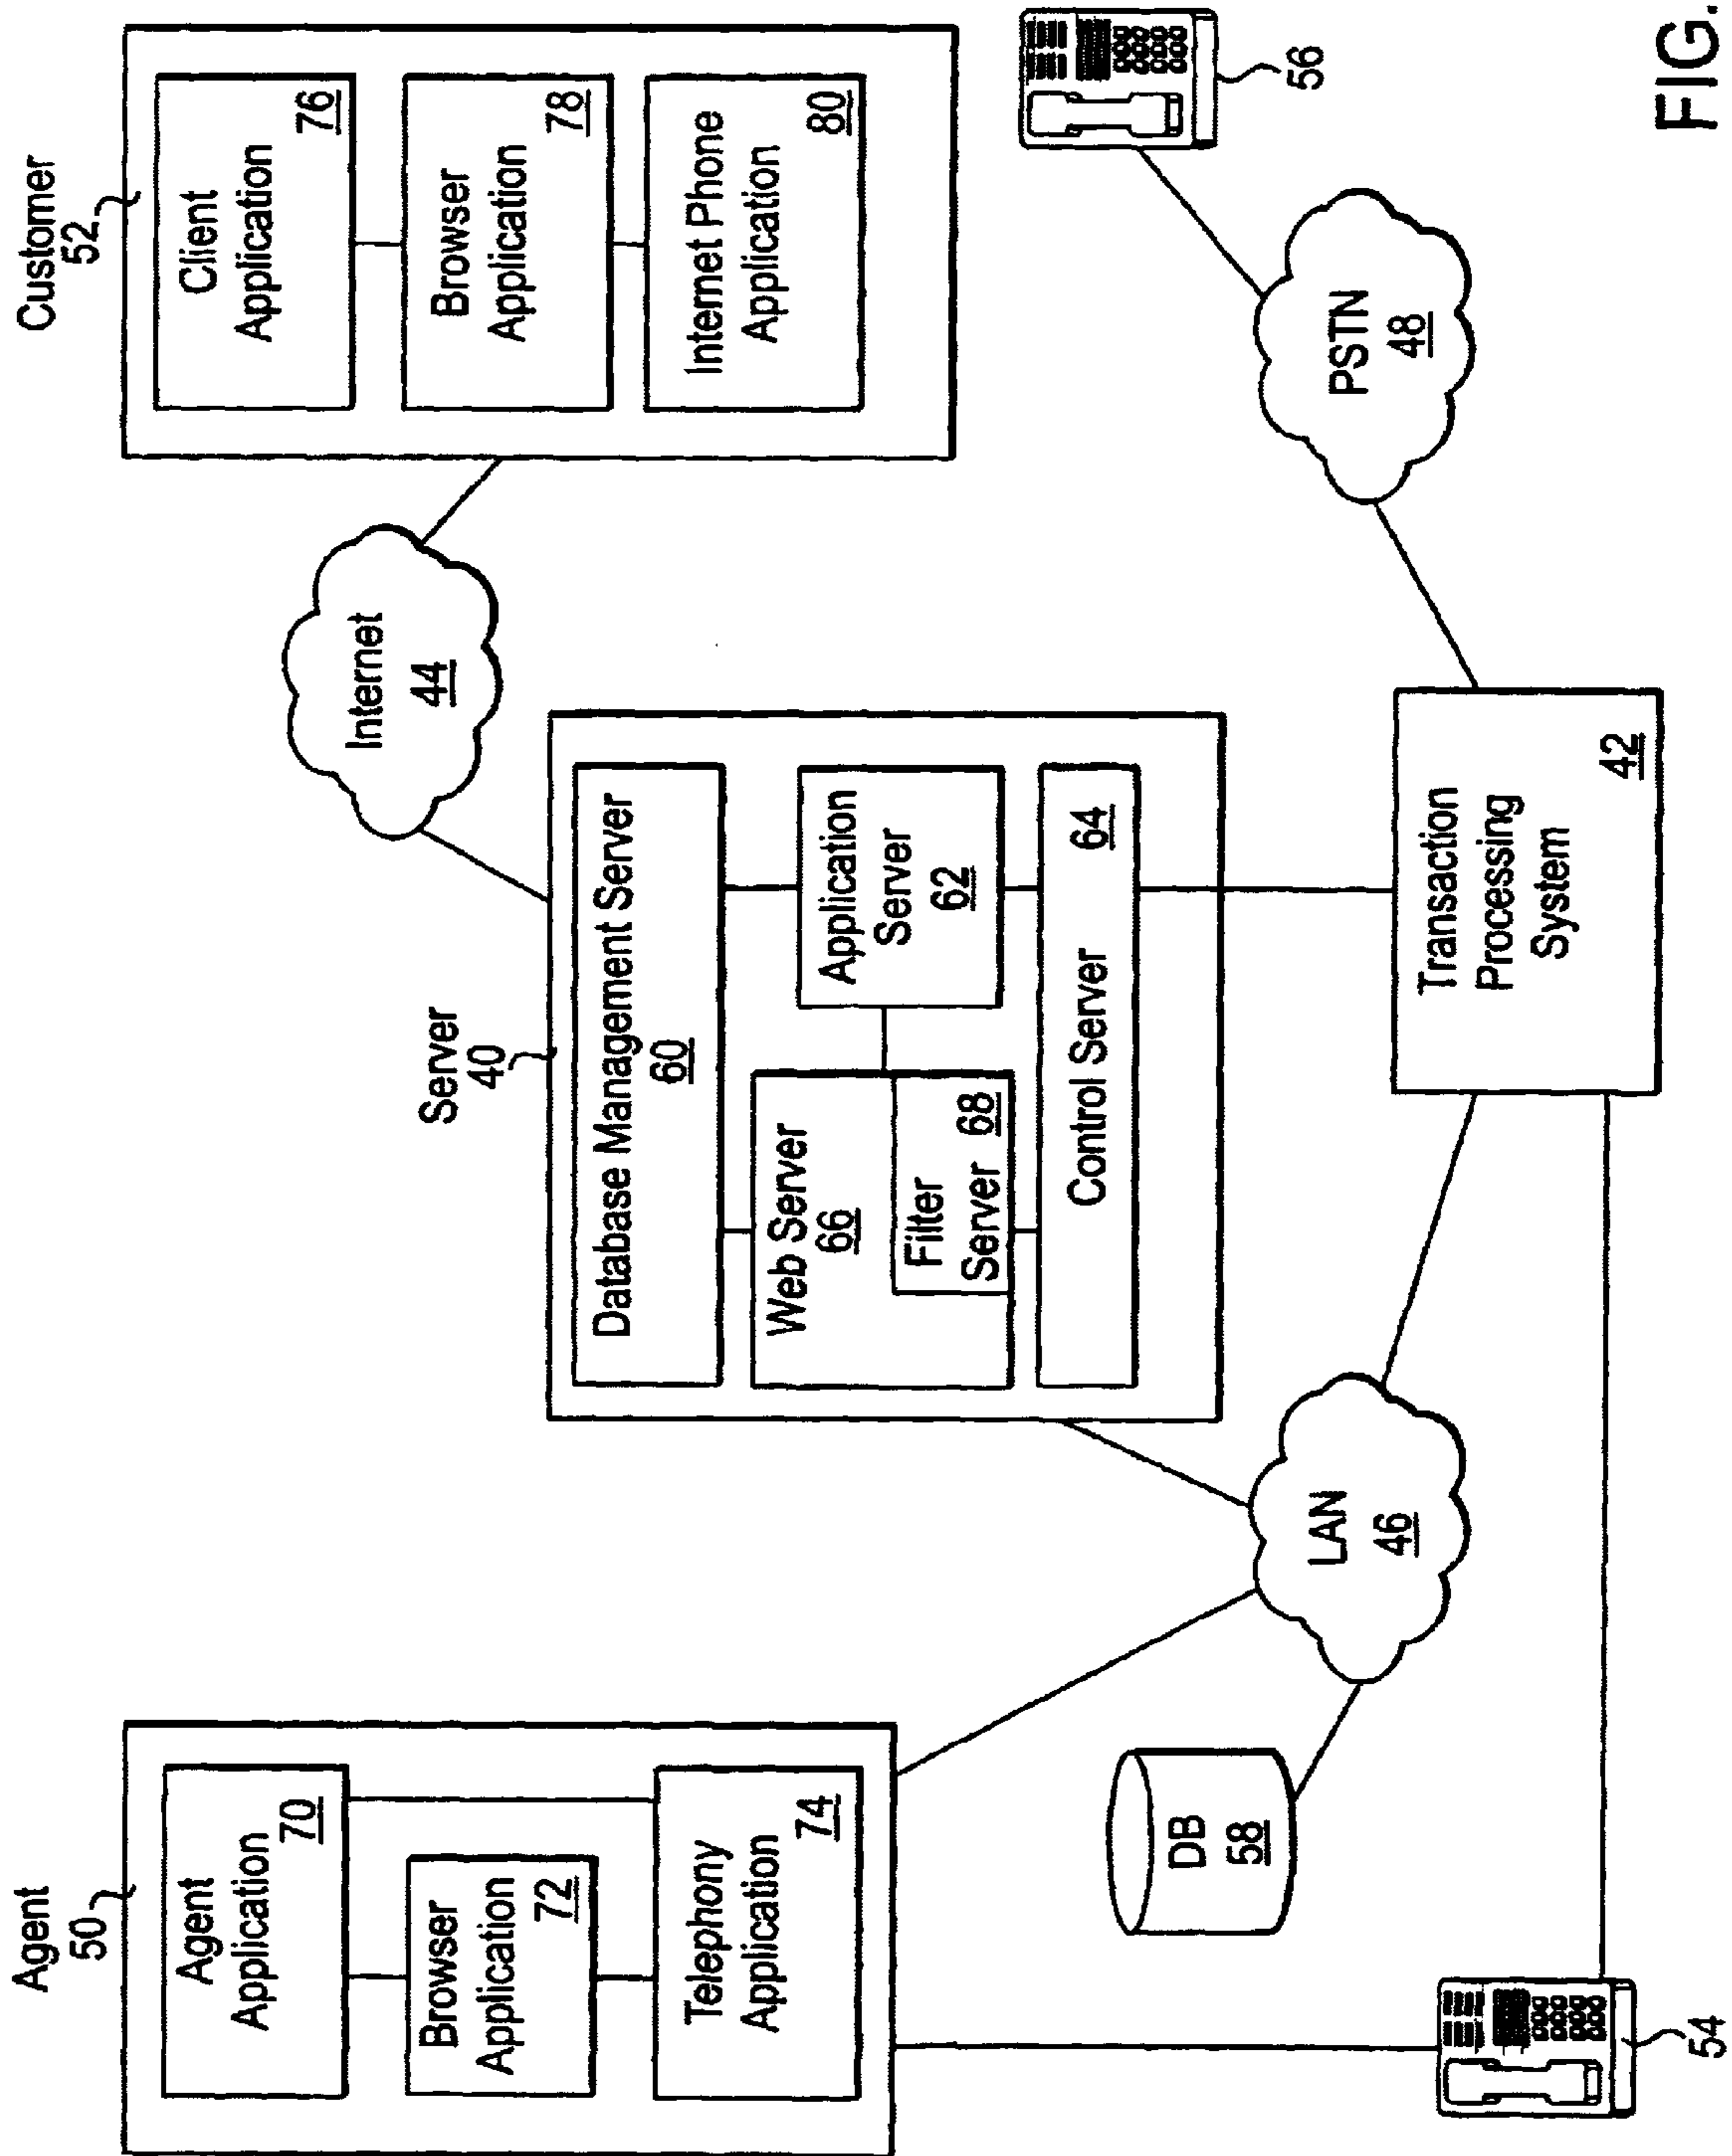 Agent
50
Agent
Application
70
Browser
Application
72
Telephony
Application
74
Server
40
Database Management Server
60
Web Server
66
Filter
Server
68
Application
Server
62
Control Server
64
Customer
52
Client
Application
76
Browser
Application
78
Internet Phone
Application
80
Internet
44
DB
58
LAN
46
Transaction
Processing
System
42
PSTN
48
54
56
FIG.